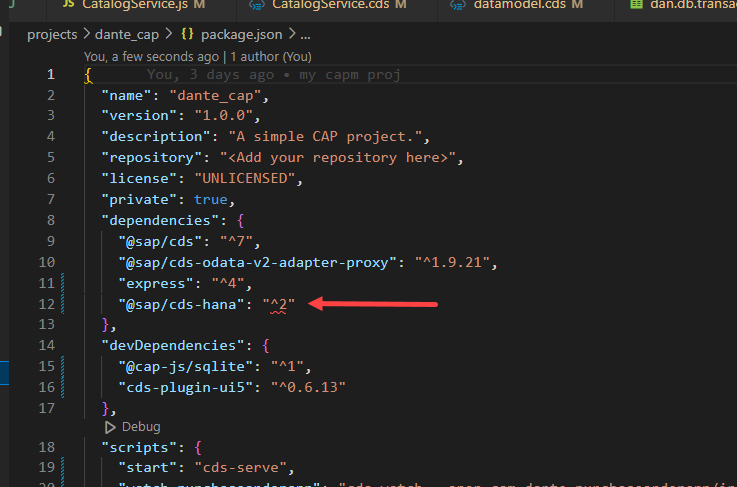 JS CatalogService.js M
CatalogService.cds M
datamodel.cds M
dan.db.transa
projects > dante_cap > {} package.json > ...
You, a few seconds ago | 1 author (You)
1 { You, 3 days ago • my capm proj
2 "name": "dante_cap",
3 "version": "1.0.0",
4 "description": "A simple CAP project.",
5 "repository": "<Add your repository here>",
6 "license": "UNLICENSED",
7 "private": true,
8 "dependencies": {
9 "@sap/cds": "^7",
10 "@sap/cds-odata-v2-adapter-proxy": "^1.9.21",
11 "express": "^4",
12 "@sap/cds-hana": "^2"
13 },
14 "devDependencies": {
15 "@cap-js/sqlite": "^1",
16 "cds-plugin-ui5": "^0.6.13"
17 },
Debug
18 "scripts": {
19 "start": "cds-serve",